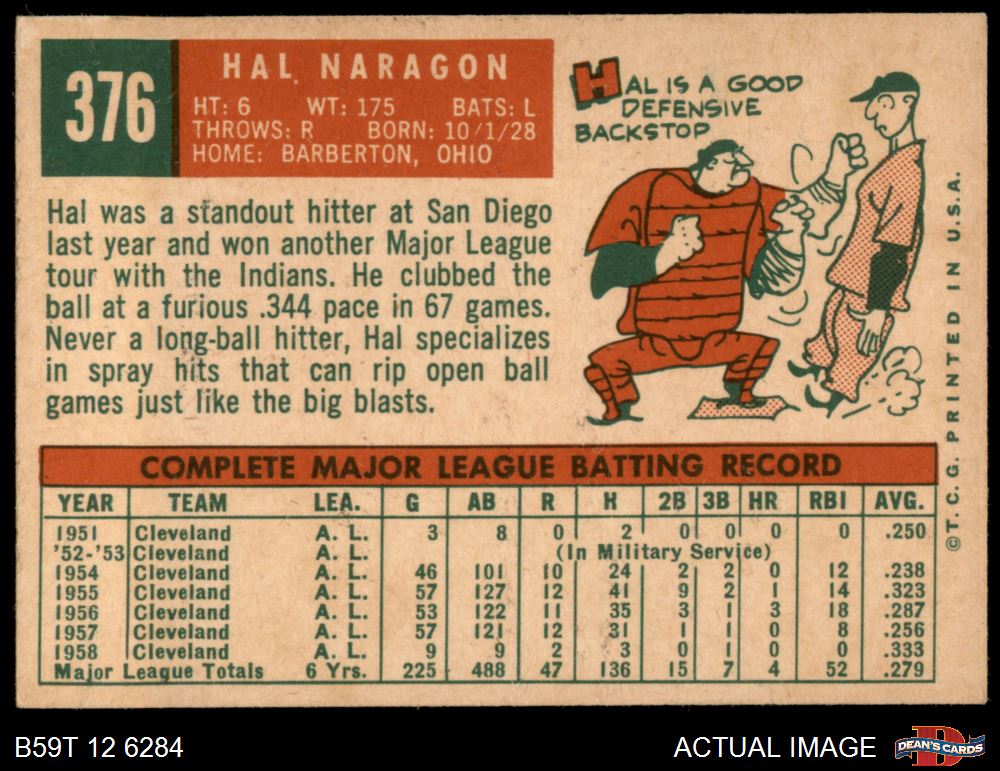 376
HAL NARAGON
HT: 6 WT: 175 BATS: L
THROWS: R BORN: 10/1/28
HOME: BARBERTON, OHIO
HAL IS A GOOD
DEFENSIVE
BACKSTOP
Hal was a standout hitter at San Diego
last year and won another Major League
tour with the Indians. He clubbed the
ball at a furious .344 pace in 67 games.
Never a long-ball hitter, Hal specializes
in spray hits that can rip open ball
games just like the big blasts.
COMPLETE MAJOR LEAGUE BATTING RECORD
YEAR TEAM LEA. G AB R H 2B 3B HR RBI AVG.
1951 Cleveland A. L. 3 8 0 2 0 0 0 0 .250
'52-'53 Cleveland A. L. (In Military Service)
1954 Cleveland A. L. 46 101 10 24 2 2 0 12 .238
1955 Cleveland A. L. 57 127 12 41 9 2 1 14 .323
1956 Cleveland A. L. 53 122 11 35 3 1 3 18 .287
1957 Cleveland A. L. 57 121 12 31 1 1 0 8 .256
1958 Cleveland A. L. 9 9 2 3 0 1 0 0 .333
Major League Totals 6 Yrs. 225 488 47 136 15 7 4 52 .279
©T. C. G. PRINTED IN U.S.A.
B59T 12 6284
ACTUAL IMAGE
D
DEAN'S CARDS